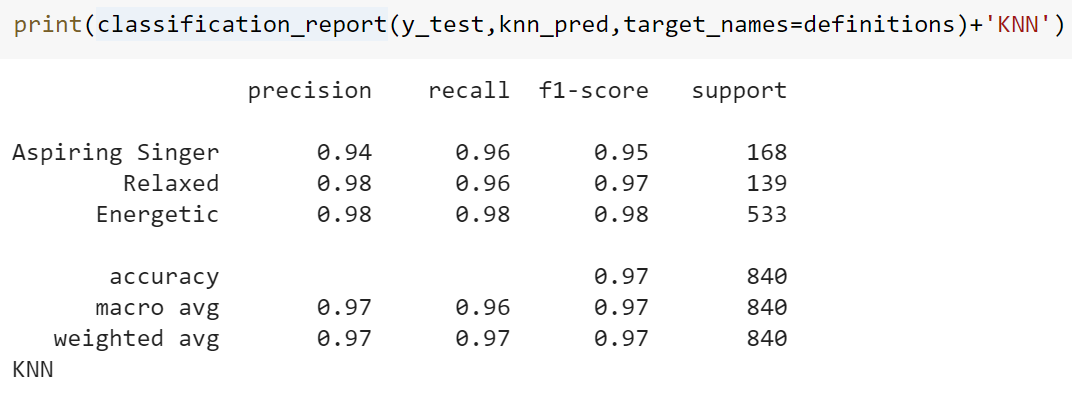 print(classification_report(y_test,knn_pred,target_names=definitions)+'KNN')
precision recall f1-score support
Aspiring Singer 0.94 0.96 0.95 168
Relaxed 0.98 0.96 0.97 139
Energetic 0.98 0.98 0.98 533
accuracy 0.97 840
macro avg 0.97 0.96 0.97 840
weighted avg 0.97 0.97 0.97 840
KNN